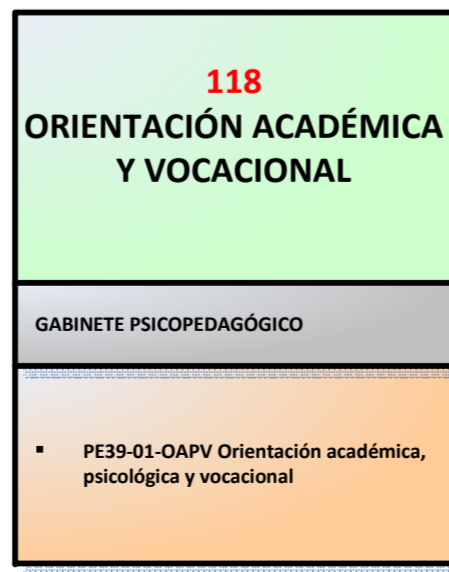 118
ORIENTACIÓN ACADÉMICA
Y VOCACIONAL
GABINETE PSICOPEDAGÓGICO
▪ PE39-01-OAPV Orientación académica,
psicológica y vocacional